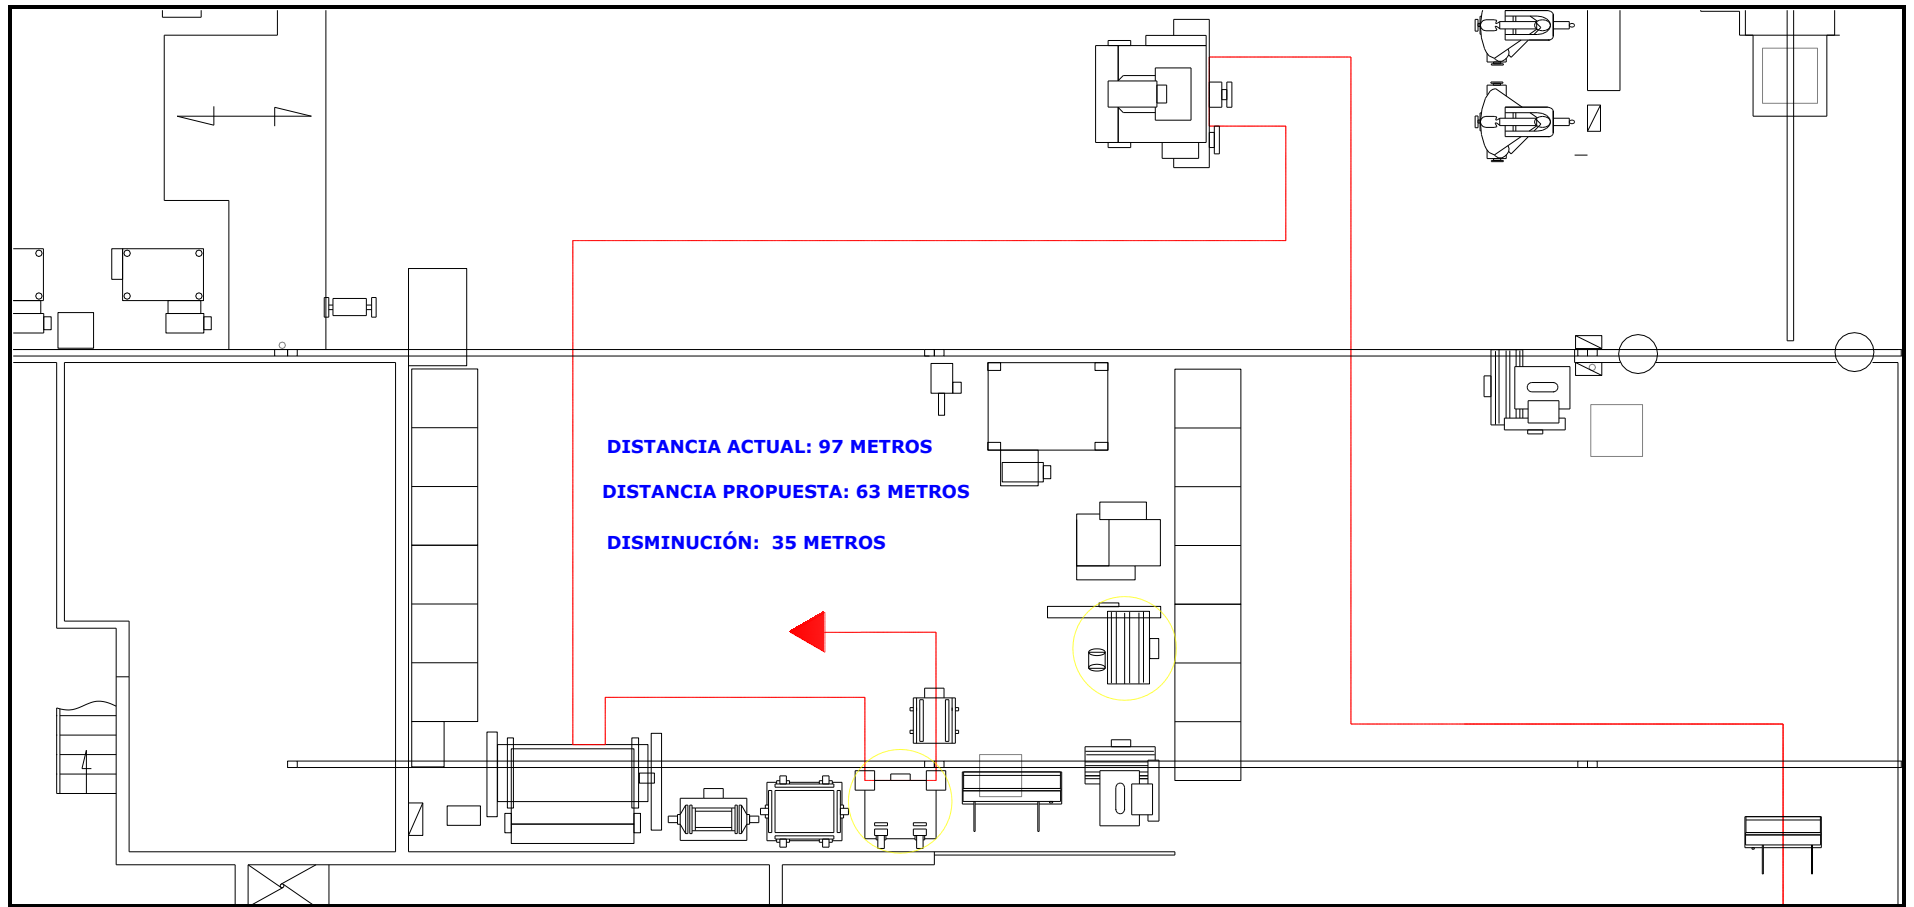 DISTANCIA ACTUAL: 97 METROS
DISTANCIA PROPUESTA: 63 METROS
DISMINUCIÓN: 35 METROS